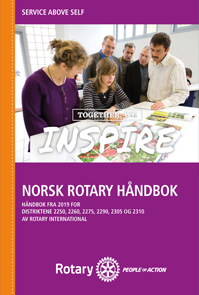 SERVICE ABOVE SELF
TOGETHER, WE
INSPIRE
NORSK ROTARY HÅNDBOK
HÅNDBOK FRA 2019 FOR
DISTRIKTENE 2250, 2260, 2275, 2290, 2305 OG 2310
AV ROTARY INTERNATIONAL
Rotary
PEOPLE OF ACTION